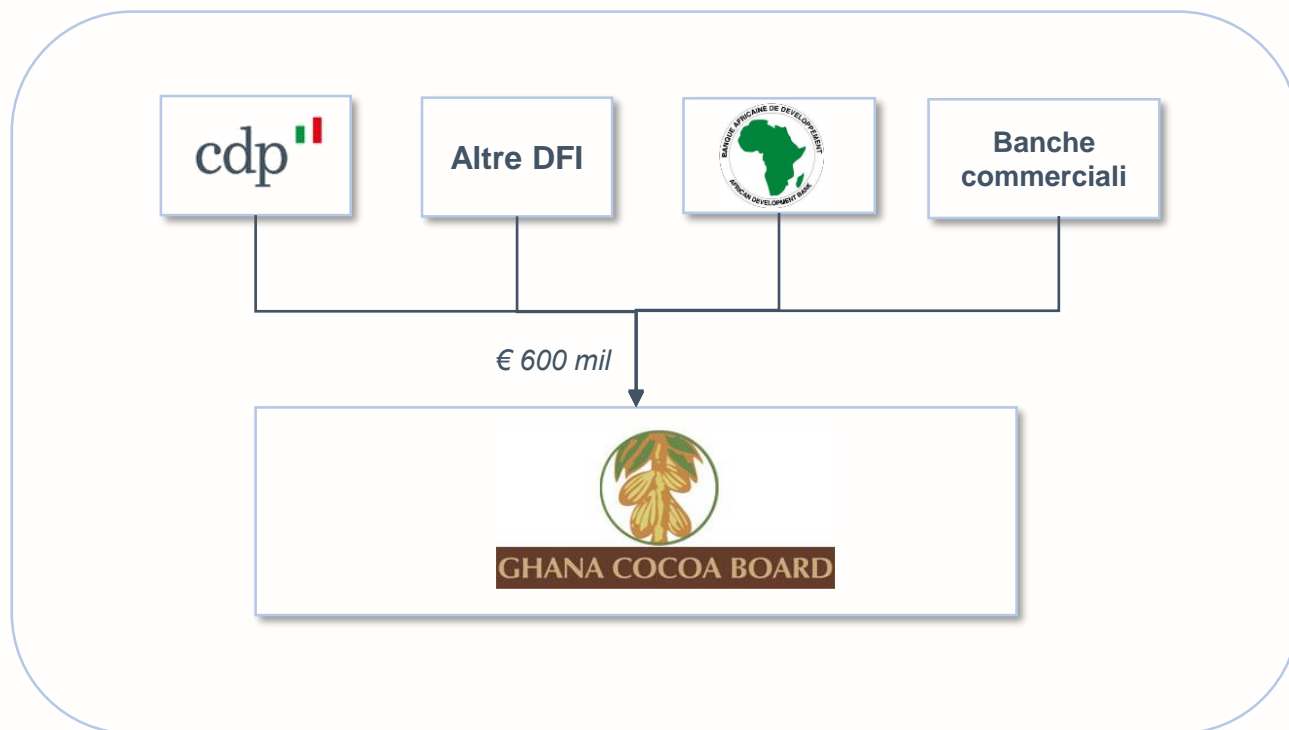 cdp
Altre DFI
BANQUE AFRICAINE DE DEVELOPPEMENT
AFRICAN DEVELOPMENT BANK
Banche
commerciali
€ 600 mil
GHANA COCOA BOARD